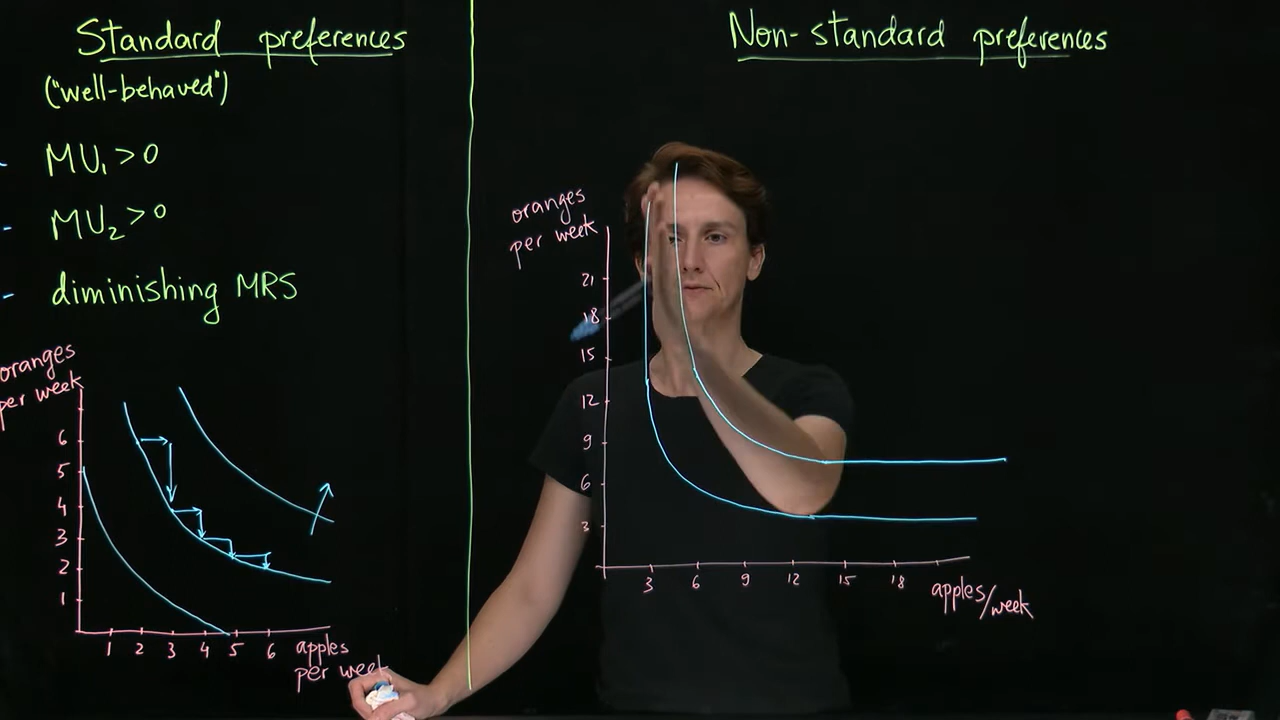 Standard preferences
("well-behaved")
- MU₁ > 0
- MU₂ > 0
- diminishing MRS
oranges
per week
6
5
4
3
2
1
1 2 3 4 5 6 apples
per week
Non-standard preferences
oranges
per week
21
18
15
12
9
6
3
3 6 9 12 15 18 apples/week